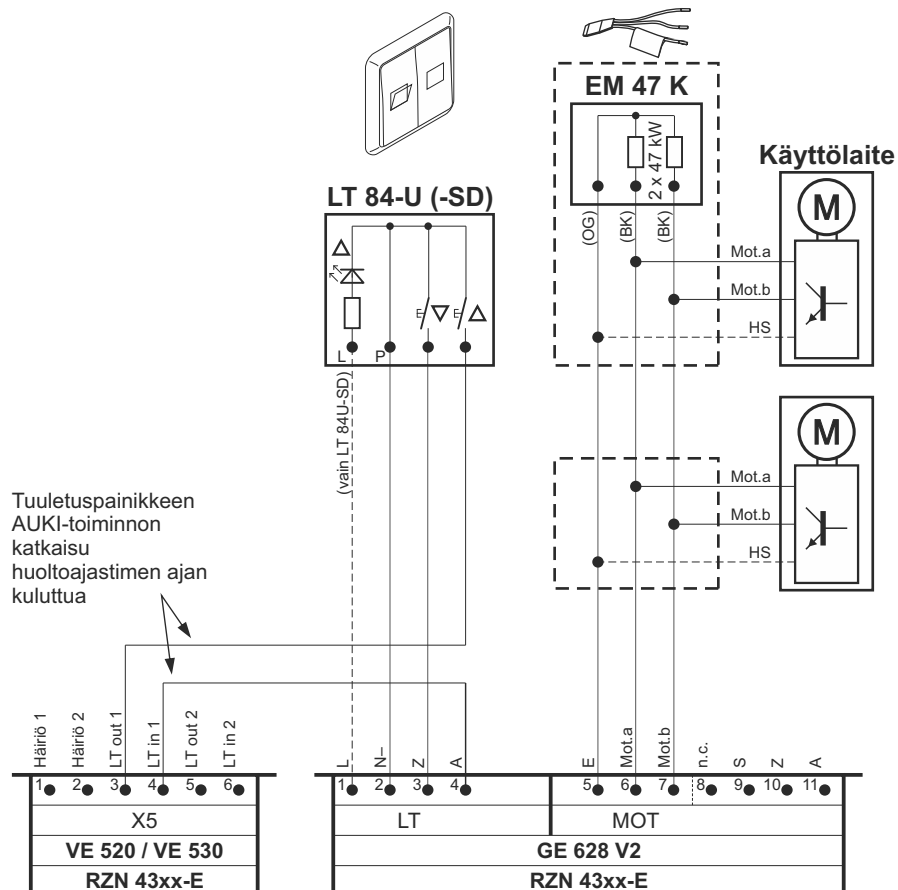 EM 47 K
2 x 47 kW
(OG)
(BK)
(BK)
Käyttölaite
M
Mot.a
Mot.b
HS
LT 84-U (-SD)
L
P
E
E
(vain LT 84U-SD)
M
Mot.a
Mot.b
HS
Tuuletuspainikkeen
AUKI-toiminnon
katkaisu
huoltoajastimen ajan
kuluttua
Häiriö 1
Häiriö 2
LT out 1
LT in 1
LT out 2
LT in 2
L
N–
Z
A
E
Mot.a
Mot.b
n.c.
S
Z
A
1
2
3
4
5
6
1
2
3
4
5
6
7
8
9
10
11
X5
LT
MOT
VE 520 / VE 530
GE 628 V2
RZN 43xx-E
RZN 43xx-E